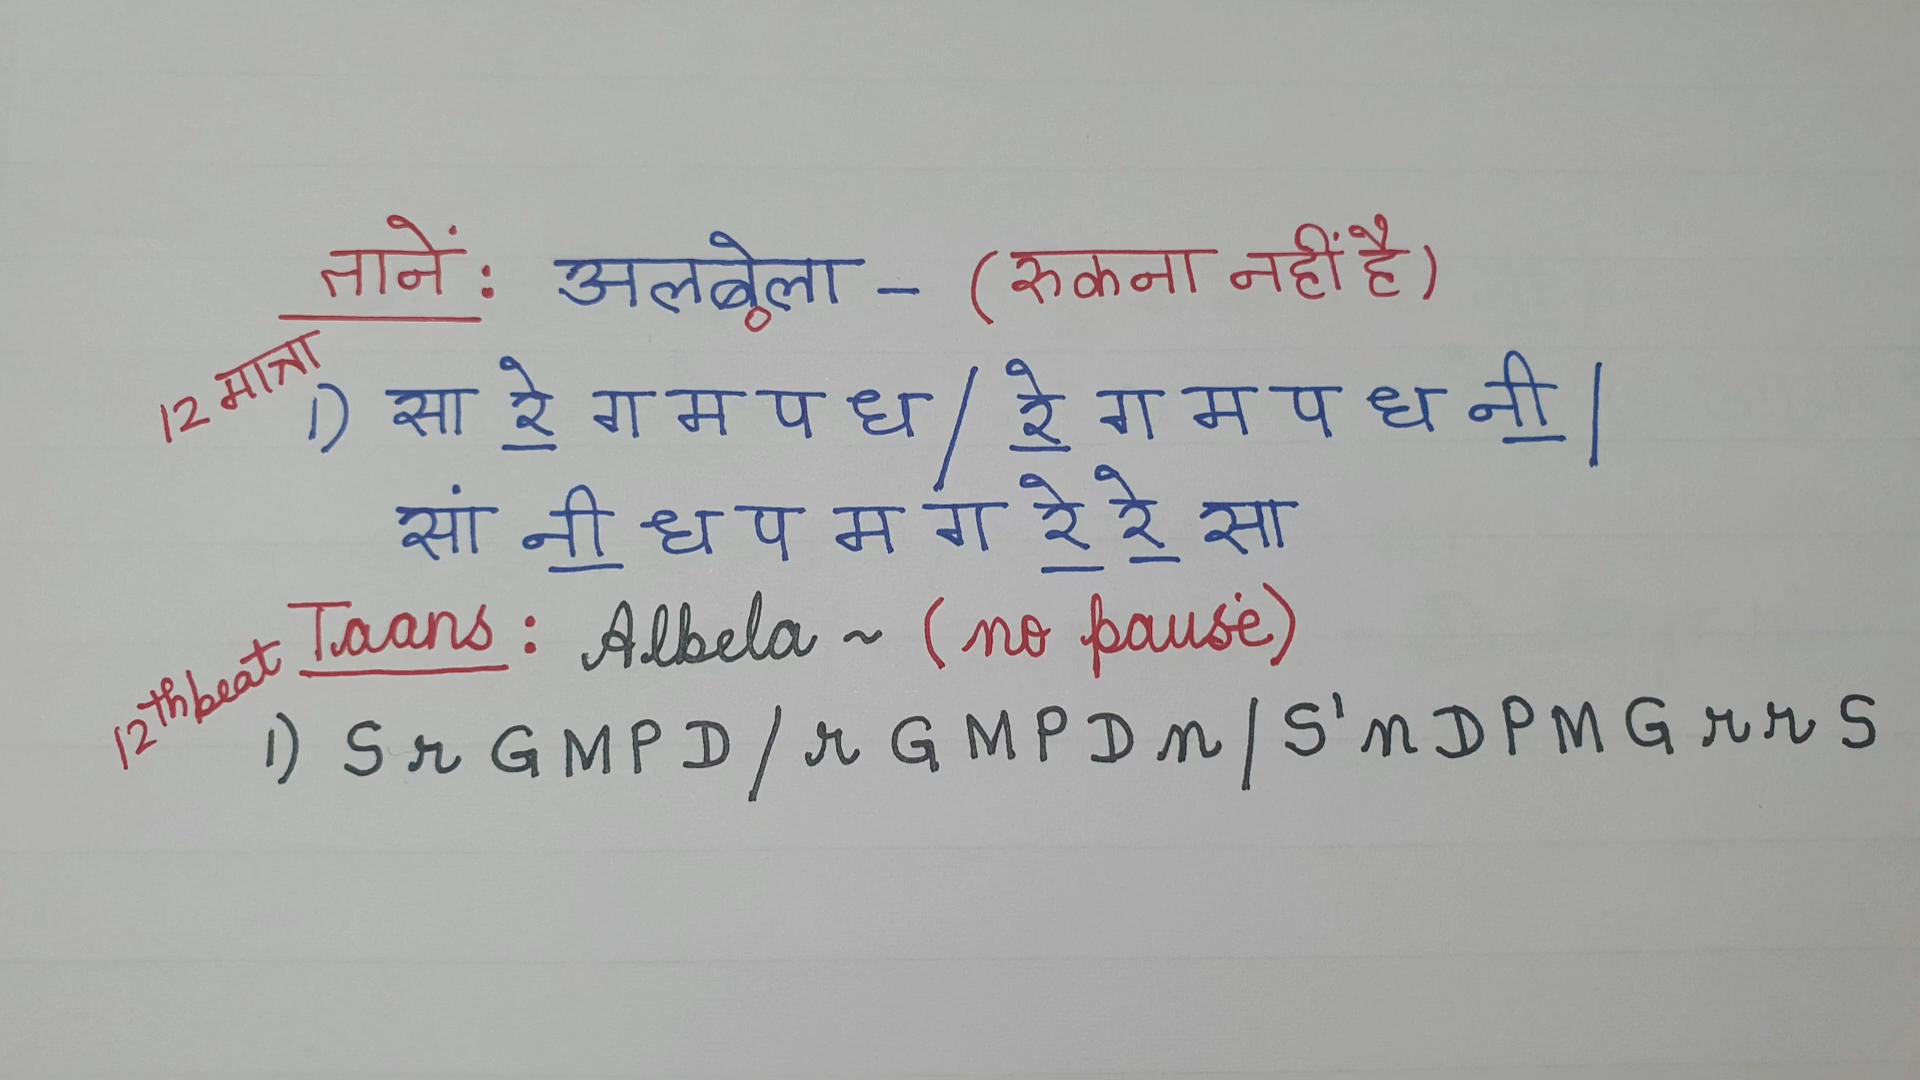 तानें: अलबेला – (रुकना नहीं है)
12 मात्रा
1) सा रे॒ ग म प ध / रे॒ ग म प ध नी॒ |
सां नी॒ ध प म ग रे॒ रे॒ सा
Taans: Albela ~ (no pause)
12th beat
1) S r G M P D / r G M P D n / S' n D P M G r r S